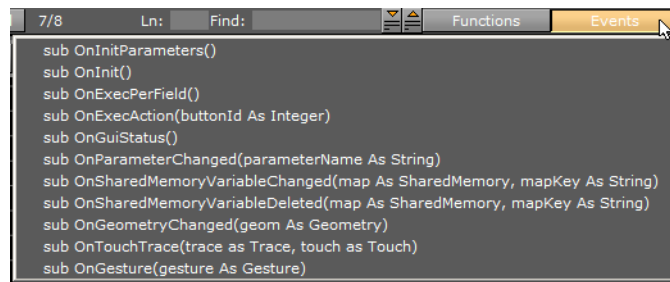 7/8 Ln: Find: Functions Events
sub OnInitParameters()
sub OnInit()
sub OnExecPerField()
sub OnExecAction(buttonId As Integer)
sub OnGuiStatus()
sub OnParameterChanged(parameterName As String)
sub OnSharedMemoryVariableChanged(map As SharedMemory, mapKey As String)
sub OnSharedMemoryVariableDeleted(map As SharedMemory, mapKey As String)
sub OnGeometryChanged(geom As Geometry)
sub OnTouchTrace(trace as Trace, touch as Touch)
sub OnGesture(gesture As Gesture)